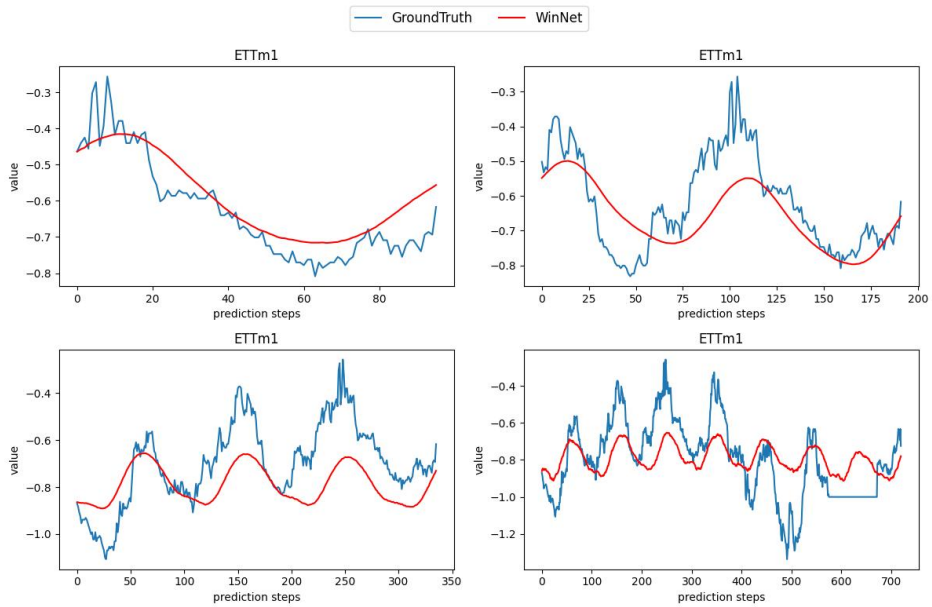 GroundTruth WinNet
ETTm1 ETTm1
−0.3 −0.3
−0.4 −0.4
−0.5 −0.5
−0.6 −0.6
−0.7 −0.7
−0.8 −0.8
value value
0 20 40 60 80 0 25 50 75 100 125 150 175 200
prediction steps prediction steps
ETTm1 ETTm1
−0.4 −0.4
−0.6 −0.6
−0.8 −0.8
−1.0 −1.0
−1.2
value value
0 50 100 150 200 250 300 350 0 100 200 300 400 500 600 700
prediction steps prediction steps